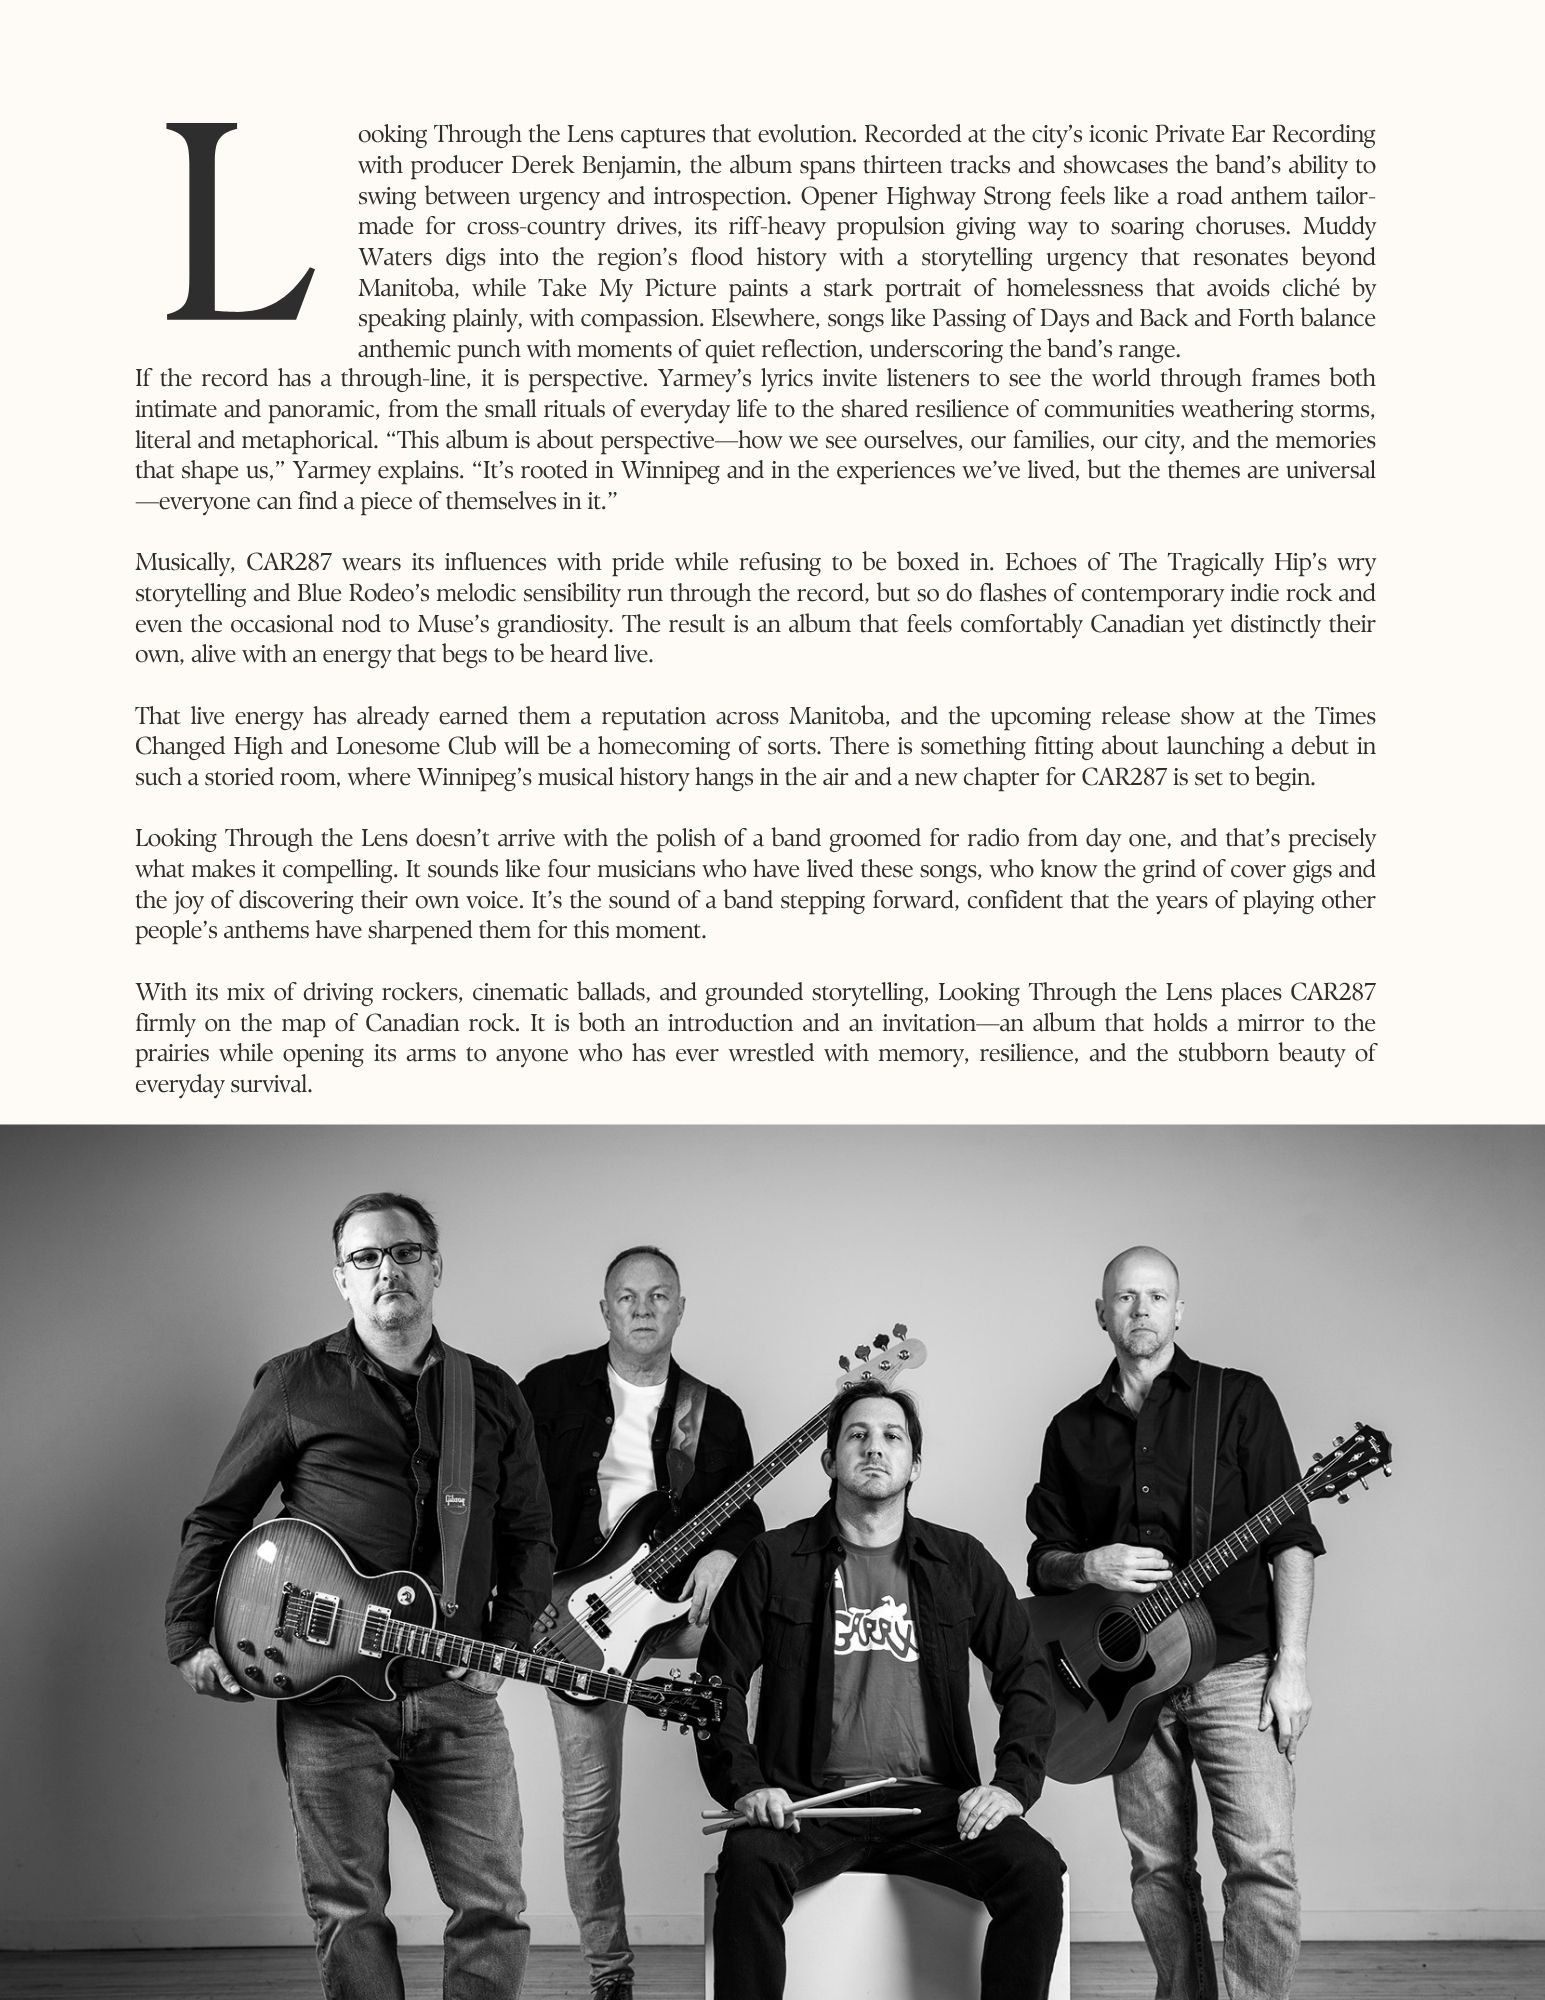 Looking Through the Lens captures that evolution. Recorded at the city’s iconic Private Ear Recording
with producer Derek Benjamin, the album spans thirteen tracks and showcases the band’s ability to
swing between urgency and introspection. Opener Highway Strong feels like a road anthem tailor-
made for cross-country drives, its riff-heavy propulsion giving way to soaring choruses. Muddy
Waters digs into the region’s flood history with a storytelling urgency that resonates beyond
Manitoba, while Take My Picture paints a stark portrait of homelessness that avoids cliché by
speaking plainly, with compassion. Elsewhere, songs like Passing of Days and Back and Forth balance
anthemic punch with moments of quiet reflection, underscoring the band’s range.
If the record has a through-line, it is perspective. Yarmey’s lyrics invite listeners to see the world through frames both
intimate and panoramic, from the small rituals of everyday life to the shared resilience of communities weathering storms,
literal and metaphorical. “This album is about perspective—how we see ourselves, our families, our city, and the memories
that shape us,” Yarmey explains. “It’s rooted in Winnipeg and in the experiences we’ve lived, but the themes are universal
—everyone can find a piece of themselves in it.”
Musically, CAR287 wears its influences with pride while refusing to be boxed in. Echoes of The Tragically Hip’s wry
storytelling and Blue Rodeo’s melodic sensibility run through the record, but so do flashes of contemporary indie rock and
even the occasional nod to Muse’s grandiosity. The result is an album that feels comfortably Canadian yet distinctly their
own, alive with an energy that begs to be heard live.
That live energy has already earned them a reputation across Manitoba, and the upcoming release show at the Times
Changed High and Lonesome Club will be a homecoming of sorts. There is something fitting about launching a debut in
such a storied room, where Winnipeg’s musical history hangs in the air and a new chapter for CAR287 is set to begin.
Looking Through the Lens doesn’t arrive with the polish of a band groomed for radio from day one, and that’s precisely
what makes it compelling. It sounds like four musicians who have lived these songs, who know the grind of cover gigs and
the joy of discovering their own voice. It’s the sound of a band stepping forward, confident that the years of playing other
people’s anthems have sharpened them for this moment.
With its mix of driving rockers, cinematic ballads, and grounded storytelling, Looking Through the Lens places CAR287
firmly on the map of Canadian rock. It is both an introduction and an invitation—an album that holds a mirror to the
prairies while opening its arms to anyone who has ever wrestled with memory, resilience, and the stubborn beauty of
everyday survival.
Taylor
Gibson
Gibson